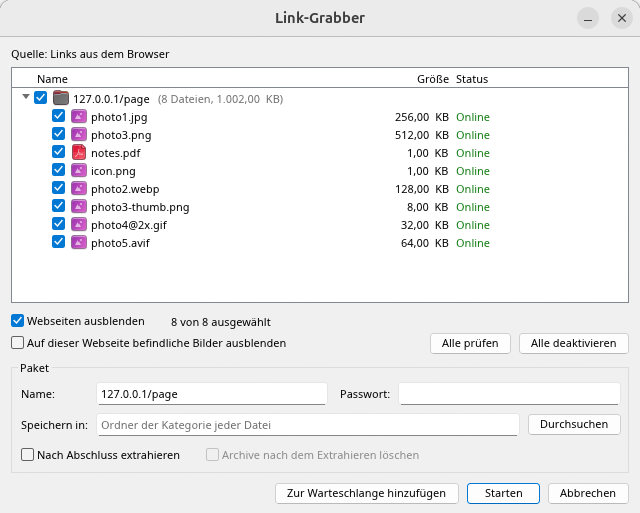 Link-Grabber
Quelle: Links aus dem Browser
Name Größe Status
127.0.0.1/page (8 Dateien, 1.002,00 KB)
photo1.jpg 256,00 KB Online
photo3.png 512,00 KB Online
notes.pdf 1,00 KB Online
icon.png 1,00 KB Online
photo2.webp 128,00 KB Online
photo3-thumb.png 8,00 KB Online
photo4@2x.gif 32,00 KB Online
photo5.avif 64,00 KB Online
Webseiten ausblenden 8 von 8 ausgewählt
Auf dieser Webseite befindliche Bilder ausblenden Alle prüfen Alle deaktivieren
Paket
Name: 127.0.0.1/page Passwort:
Speichern in: Ordner der Kategorie jeder Datei Durchsuchen
Nach Abschluss extrahieren Archive nach dem Extrahieren löschen
Zur Warteschlange hinzufügen Starten Abbrechen